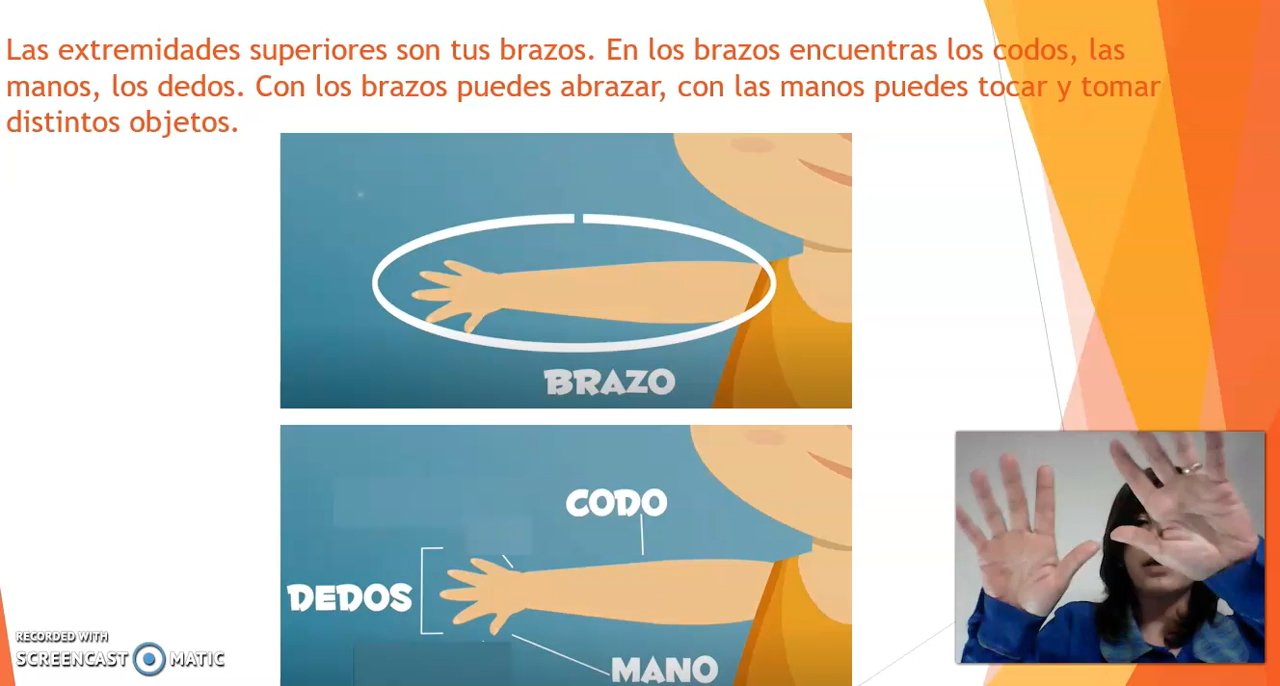 Las extremidades superiores son tus brazos. En los brazos encuentras los codos, las
manos, los dedos. Con los brazos puedes abrazar, con las manos puedes tocar y tomar
distintos objetos.
BRAZO
CODO
DEDOS
MANO
RECORDED WITH
SCREENCAST MATIC